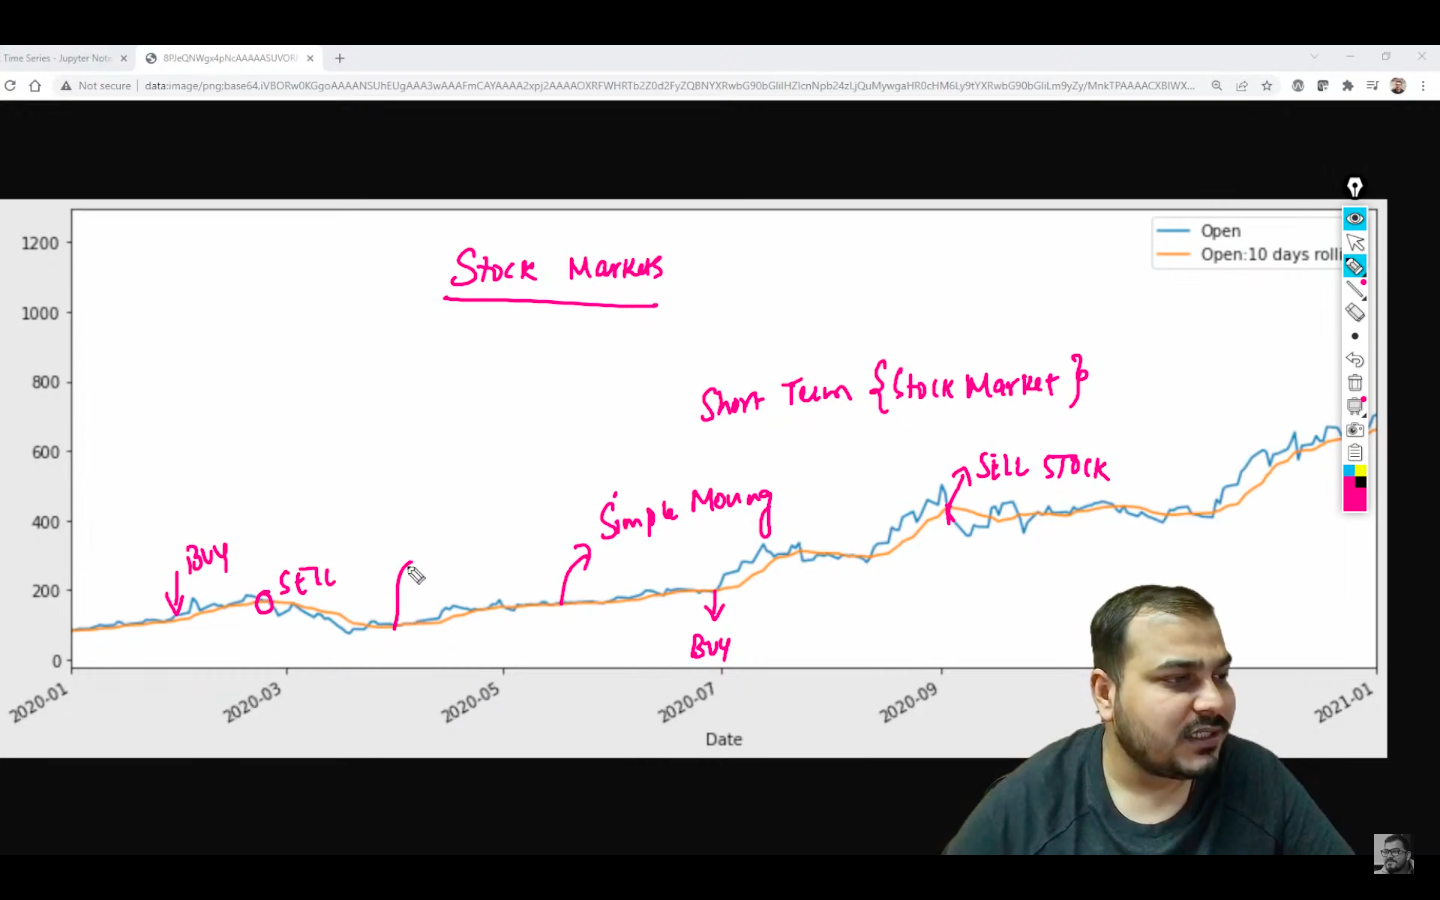 Time Series - Jupyter Note
8PJeQNWgx4pNcAAAAASUVORK
Not secure
data:image/png;base64,iVBORw0KGgoAAAANSUhEUgAAA3wAAAFmCAYAAAA2xpj2AAAAOXRFWHRTb2Z0d2FyZQBNYXRwbG90bGliIHZlcnNpb24zLjQuMywgaHR0cHM6Ly9tYXRwbG90bGliLm9yZy/MnkTPAAAACXBIWX...
Open
Open:10 days rolli
Stock Markets
Short Term {Stock Market}
SELL STOCK
Simple Moving
BUY
SELL
BUY
1200
1000
800
600
400
200
0
2020-01
2020-03
2020-05
2020-07
2020-09
2021-01
Date